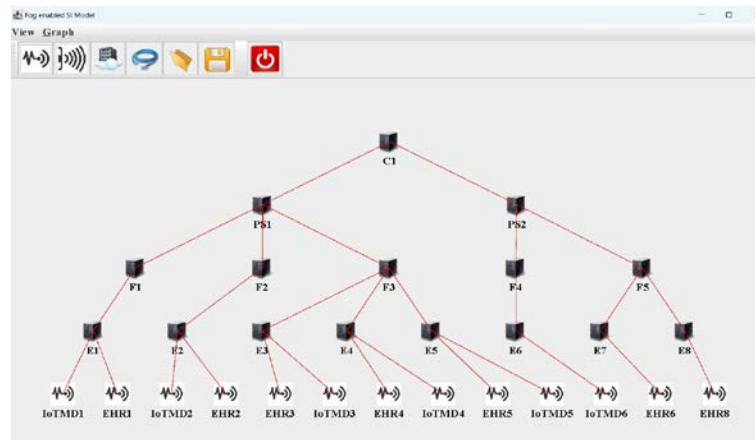 Fog enabled SI Model
View Graph
C1
PS1 PS2
F1 F2 F3 F4 F5
E1 E2 E3 E4 E5 E6 E7 E8
IoTMD1 EHR1 IoTMD2 EHR2 EHR3 IoTMD3 EHR4 IoTMD4 EHR5 IoTMD5 IoTMD6 EHR6 EHR8